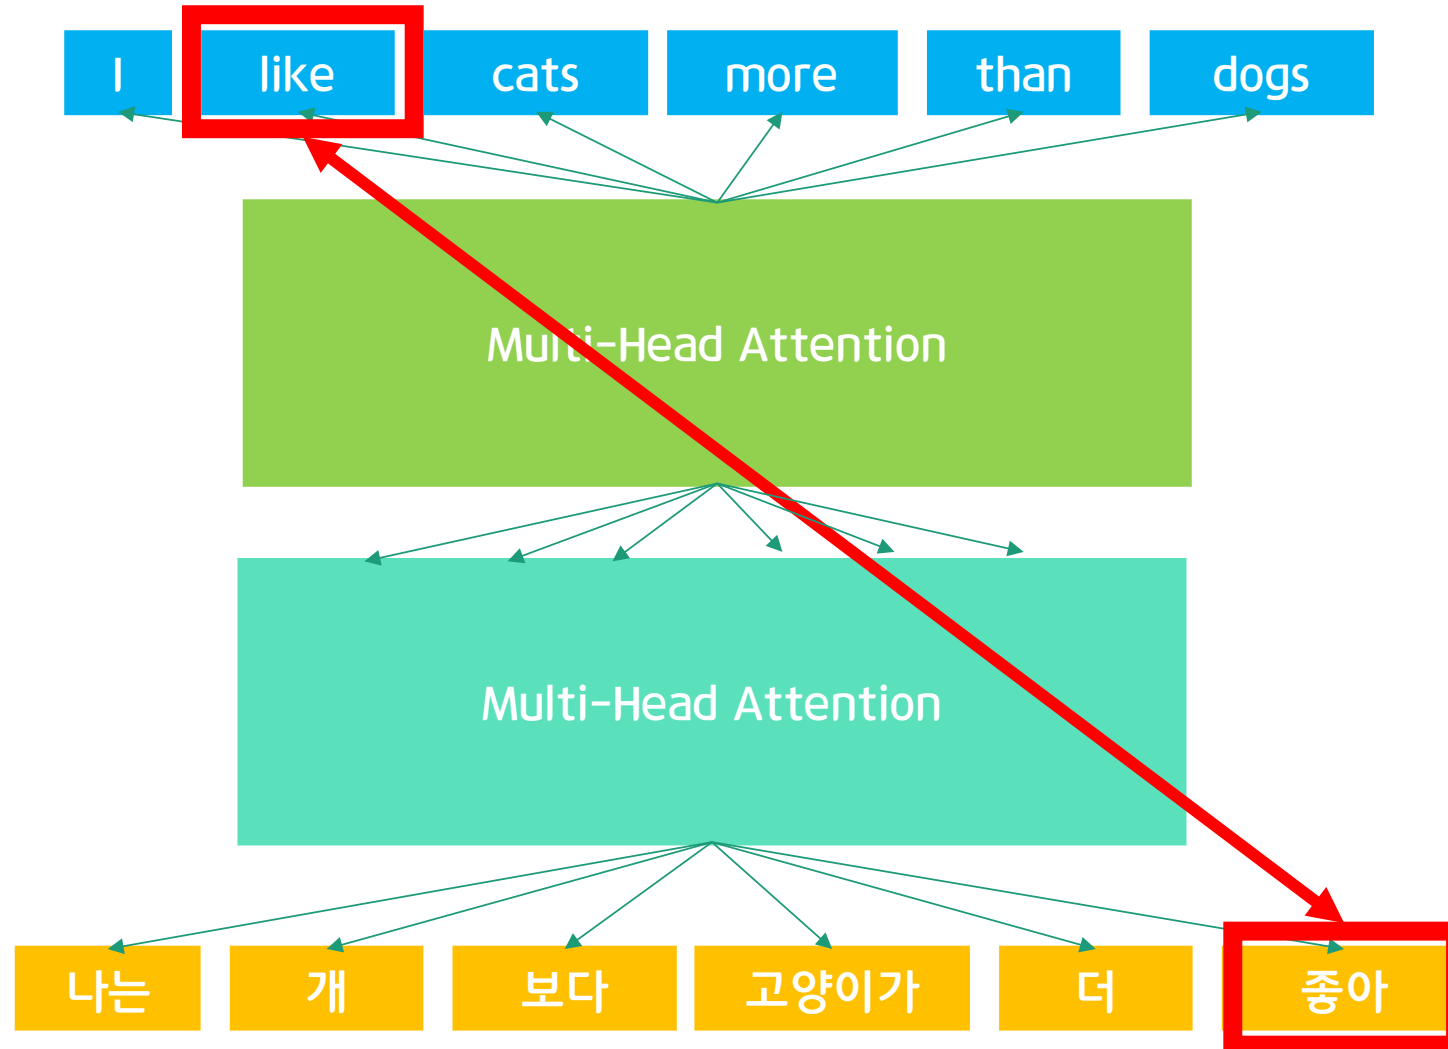 I like cats more than dogs
Multi-Head Attention
Multi-Head Attention
나는 개 보다 고양이가 더 좋아